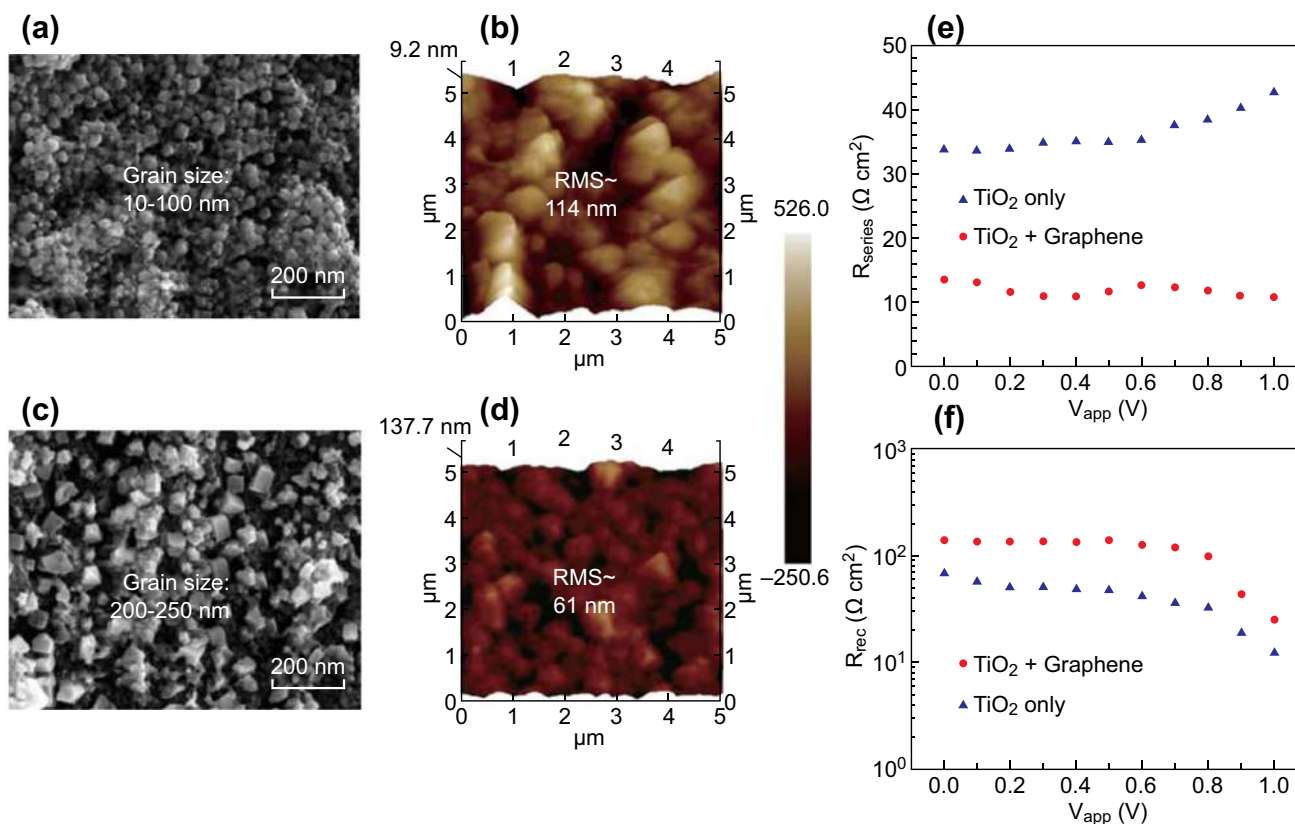 (a)
Grain size:
10-100 nm
200 nm
(b)
9.2 nm
1 2 3 4
5
4
3
2
1
0
µm
RMS~
114 nm
5
4
3
2
1
0
µm
0 1 2 3 4 5
µm
526.0
–250.6
(c)
Grain size:
200-250 nm
200 nm
(d)
137.7 nm
1 2 3 4
5
4
3
2
1
0
µm
RMS~
61 nm
5
4
3
2
1
0
µm
0 1 2 3 4 5
µm
(e)
50
40
30
20
10
0
R_series (Ω cm²)
TiO₂ only
TiO₂ + Graphene
0.0 0.2 0.4 0.6 0.8 1.0
V_app (V)
(f)
10³
10²
10¹
10⁰
R_rec (Ω cm²)
TiO₂ + Graphene
TiO₂ only
0.0 0.2 0.4 0.6 0.8 1.0
V_app (V)